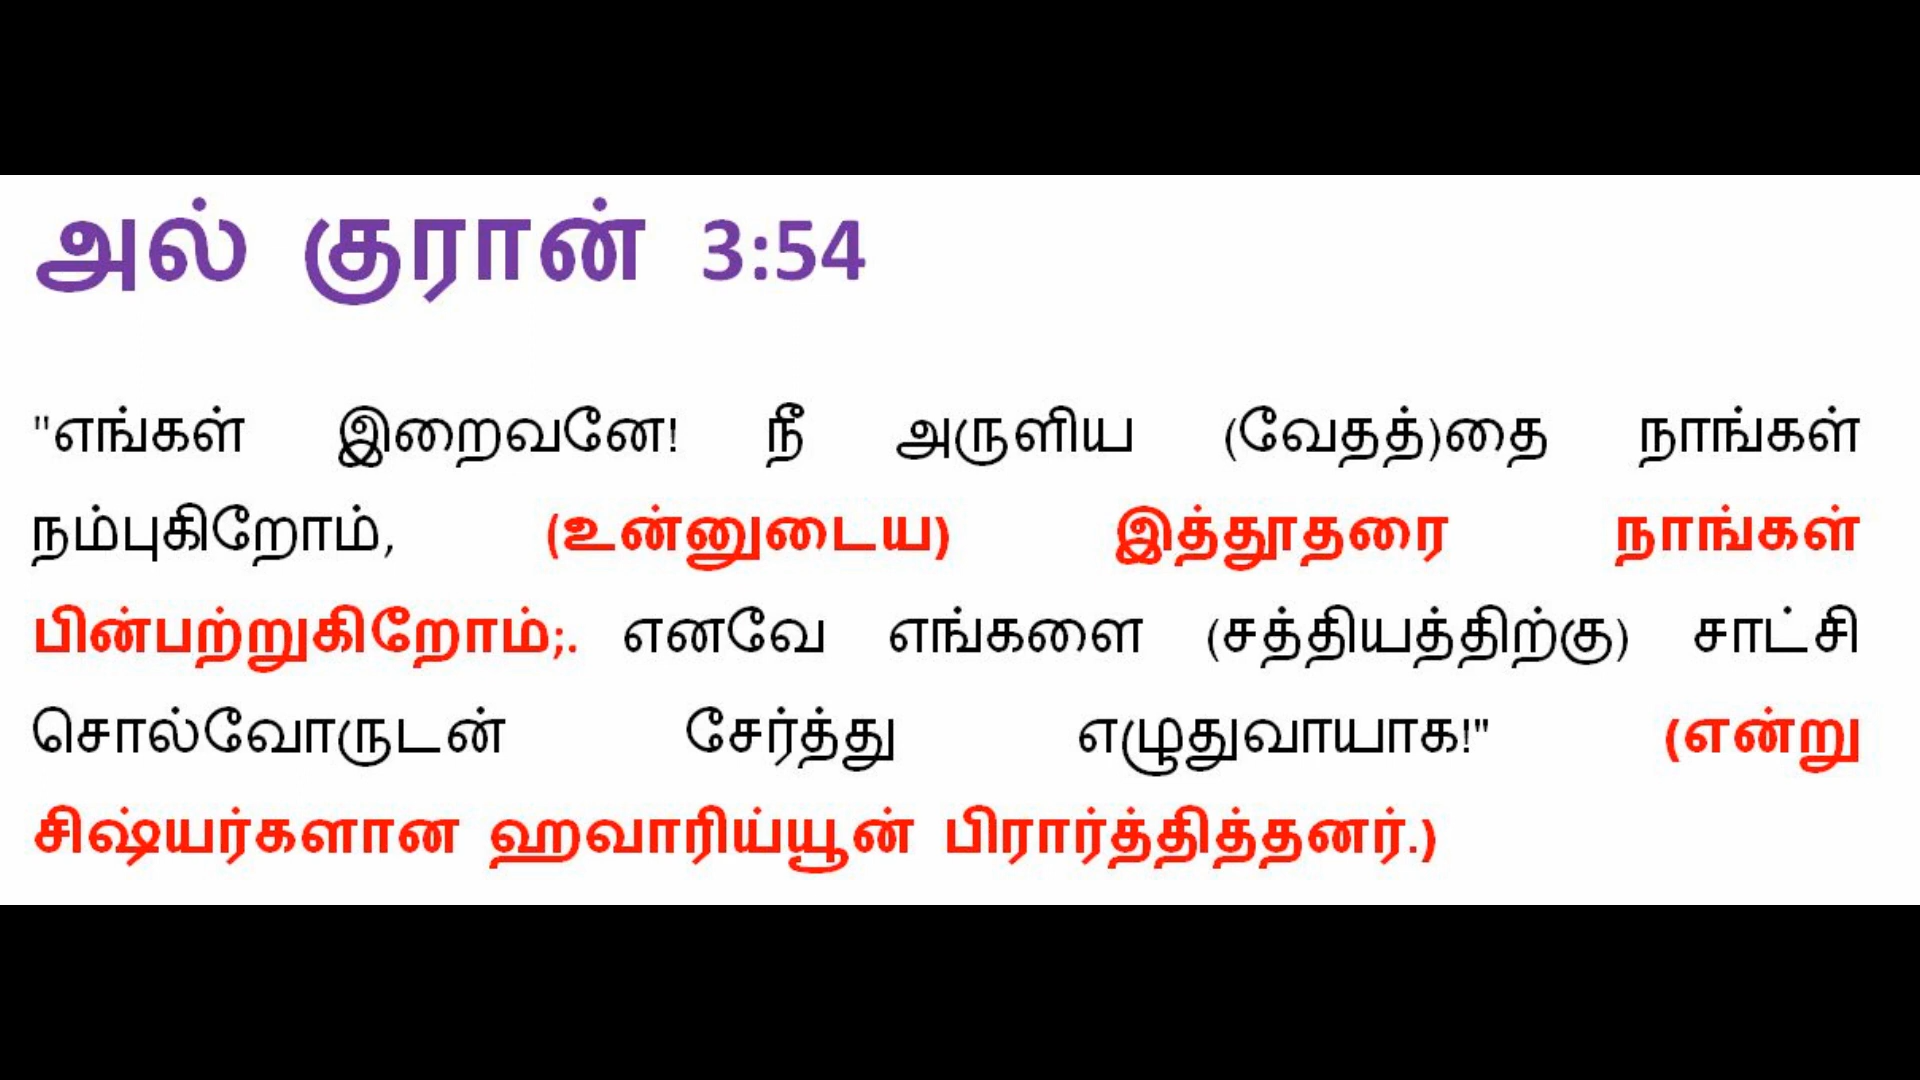 அல் குரான் 3:54
"எங்கள் இறைவனே! நீ அருளிய (வேதத்)தை நாங்கள்
நம்புகிறோம், (உன்னுடைய) இத்தூதரை நாங்கள்
பின்பற்றுகிறோம்;. எனவே எங்களை (சத்தியத்திற்கு) சாட்சி
சொல்வோருடன் சேர்த்து எழுதுவாயாக!" (என்று
சிஷ்யர்களான ஹவாரிய்யூன் பிரார்த்தித்தனர்.)